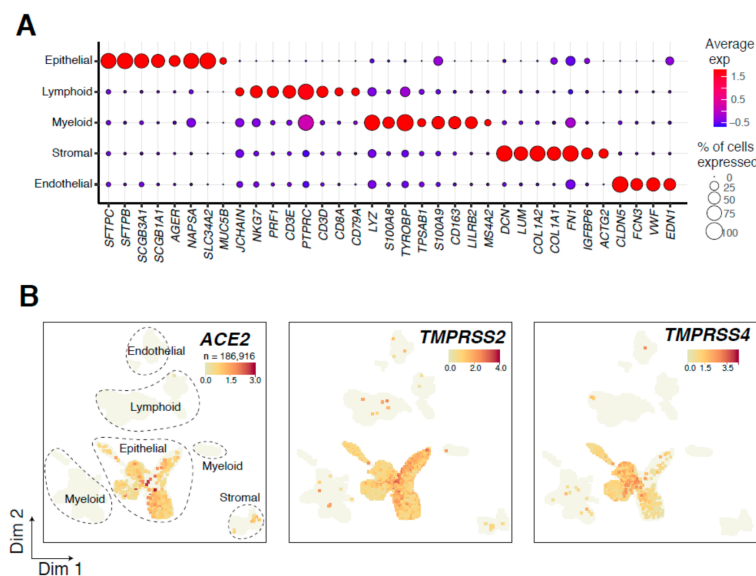 A
Epithelial
Lymphoid
Myeloid
Stromal
Endothelial
SFTPC
SFTPB
SCGB3A1
SCGB1A1
AGER
NAPSA
SLC34A2
MUC5B
JCHAIN
NKG7
PRF1
CD3E
PTPRC
CD3D
CD8A
CD79A
LYZ
S100A8
TYROBP
TPSAB1
S100A9
CD163
LILRB2
MS4A2
DCN
LUM
COL1A2
COL1A1
FN1
IGFBP6
ACTG2
CLDN5
FCN3
VWF
EDN1
Average
exp
1.5
0.5
−0.5
% of cells
expressed
0
25
50
75
100
B
ACE2
n = 186,916
0.0 1.5 3.0
Endothelial
Lymphoid
Epithelial
Myeloid
Myeloid
Stromal
Dim 2
Dim 1
TMPRSS2
0.0 2.0 4.0
TMPRSS4
0.0 1.5 3.5